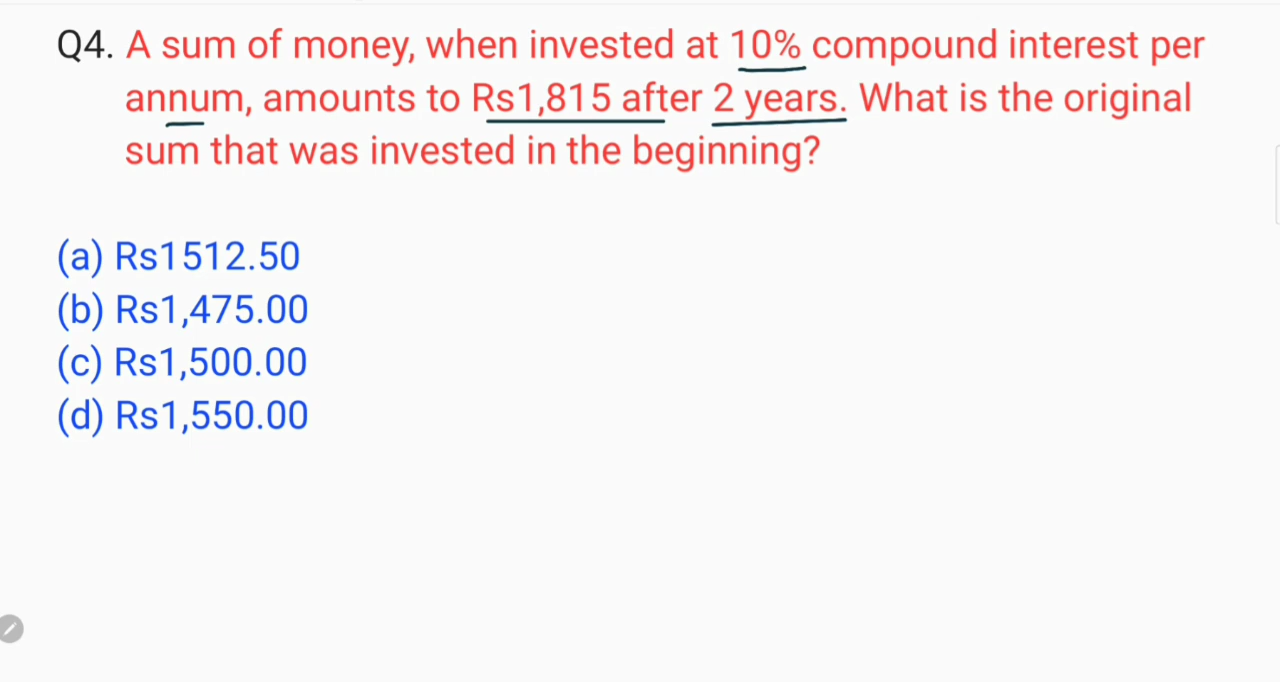 Q4. A sum of money, when invested at 10% compound interest per
annum, amounts to Rs1,815 after 2 years. What is the original
sum that was invested in the beginning?
(a) Rs1512.50
(b) Rs1,475.00
(c) Rs1,500.00
(d) Rs1,550.00